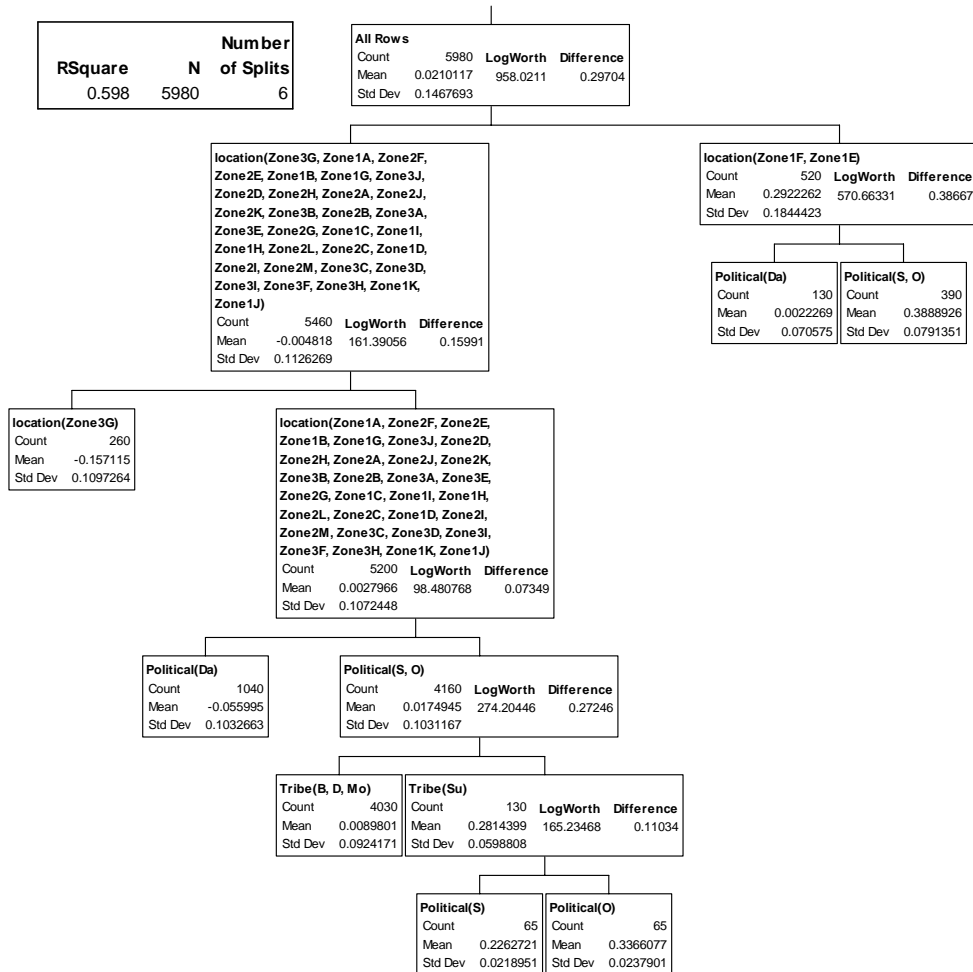 Number
RSquare N of Splits
0.598 5980 6
All Rows
Count 5980 LogWorth Difference
Mean 0.0210117 958.0211 0.29704
Std Dev 0.1467693
location(Zone3G, Zone1A, Zone2F,
Zone2E, Zone1B, Zone1G, Zone3J,
Zone2D, Zone2H, Zone2A, Zone2J,
Zone2K, Zone3B, Zone2B, Zone3A,
Zone3E, Zone2G, Zone1C, Zone1I,
Zone1H, Zone2L, Zone2C, Zone1D,
Zone2I, Zone2M, Zone3C, Zone3D,
Zone3I, Zone3F, Zone3H, Zone1K,
Zone1J)
Count 5460 LogWorth Difference
Mean -0.004818 161.39056 0.15991
Std Dev 0.1126269
location(Zone1F, Zone1E)
Count 520 LogWorth Difference
Mean 0.2922262 570.66331 0.38667
Std Dev 0.1844423
Political(Da)
Count 130
Mean 0.0022269
Std Dev 0.070575
Political(S, O)
Count 390
Mean 0.3888926
Std Dev 0.0791351
location(Zone3G)
Count 260
Mean -0.157115
Std Dev 0.1097264
location(Zone1A, Zone2F, Zone2E,
Zone1B, Zone1G, Zone3J, Zone2D,
Zone2H, Zone2A, Zone2J, Zone2K,
Zone3B, Zone2B, Zone3A, Zone3E,
Zone2G, Zone1C, Zone1I, Zone1H,
Zone2L, Zone2C, Zone1D, Zone2I,
Zone2M, Zone3C, Zone3D, Zone3I,
Zone3F, Zone3H, Zone1K, Zone1J)
Count 5200 LogWorth Difference
Mean 0.0027966 98.480768 0.07349
Std Dev 0.1072448
Political(Da)
Count 1040
Mean -0.055995
Std Dev 0.1032663
Political(S, O)
Count 4160 LogWorth Difference
Mean 0.0174945 274.20446 0.27246
Std Dev 0.1031167
Tribe(B, D, Mo)
Count 4030
Mean 0.0089801
Std Dev 0.0924171
Tribe(Su)
Count 130 LogWorth Difference
Mean 0.2814399 165.23468 0.11034
Std Dev 0.0598808
Political(S)
Count 65
Mean 0.2262721
Std Dev 0.0218951
Political(O)
Count 65
Mean 0.3366077
Std Dev 0.0237901